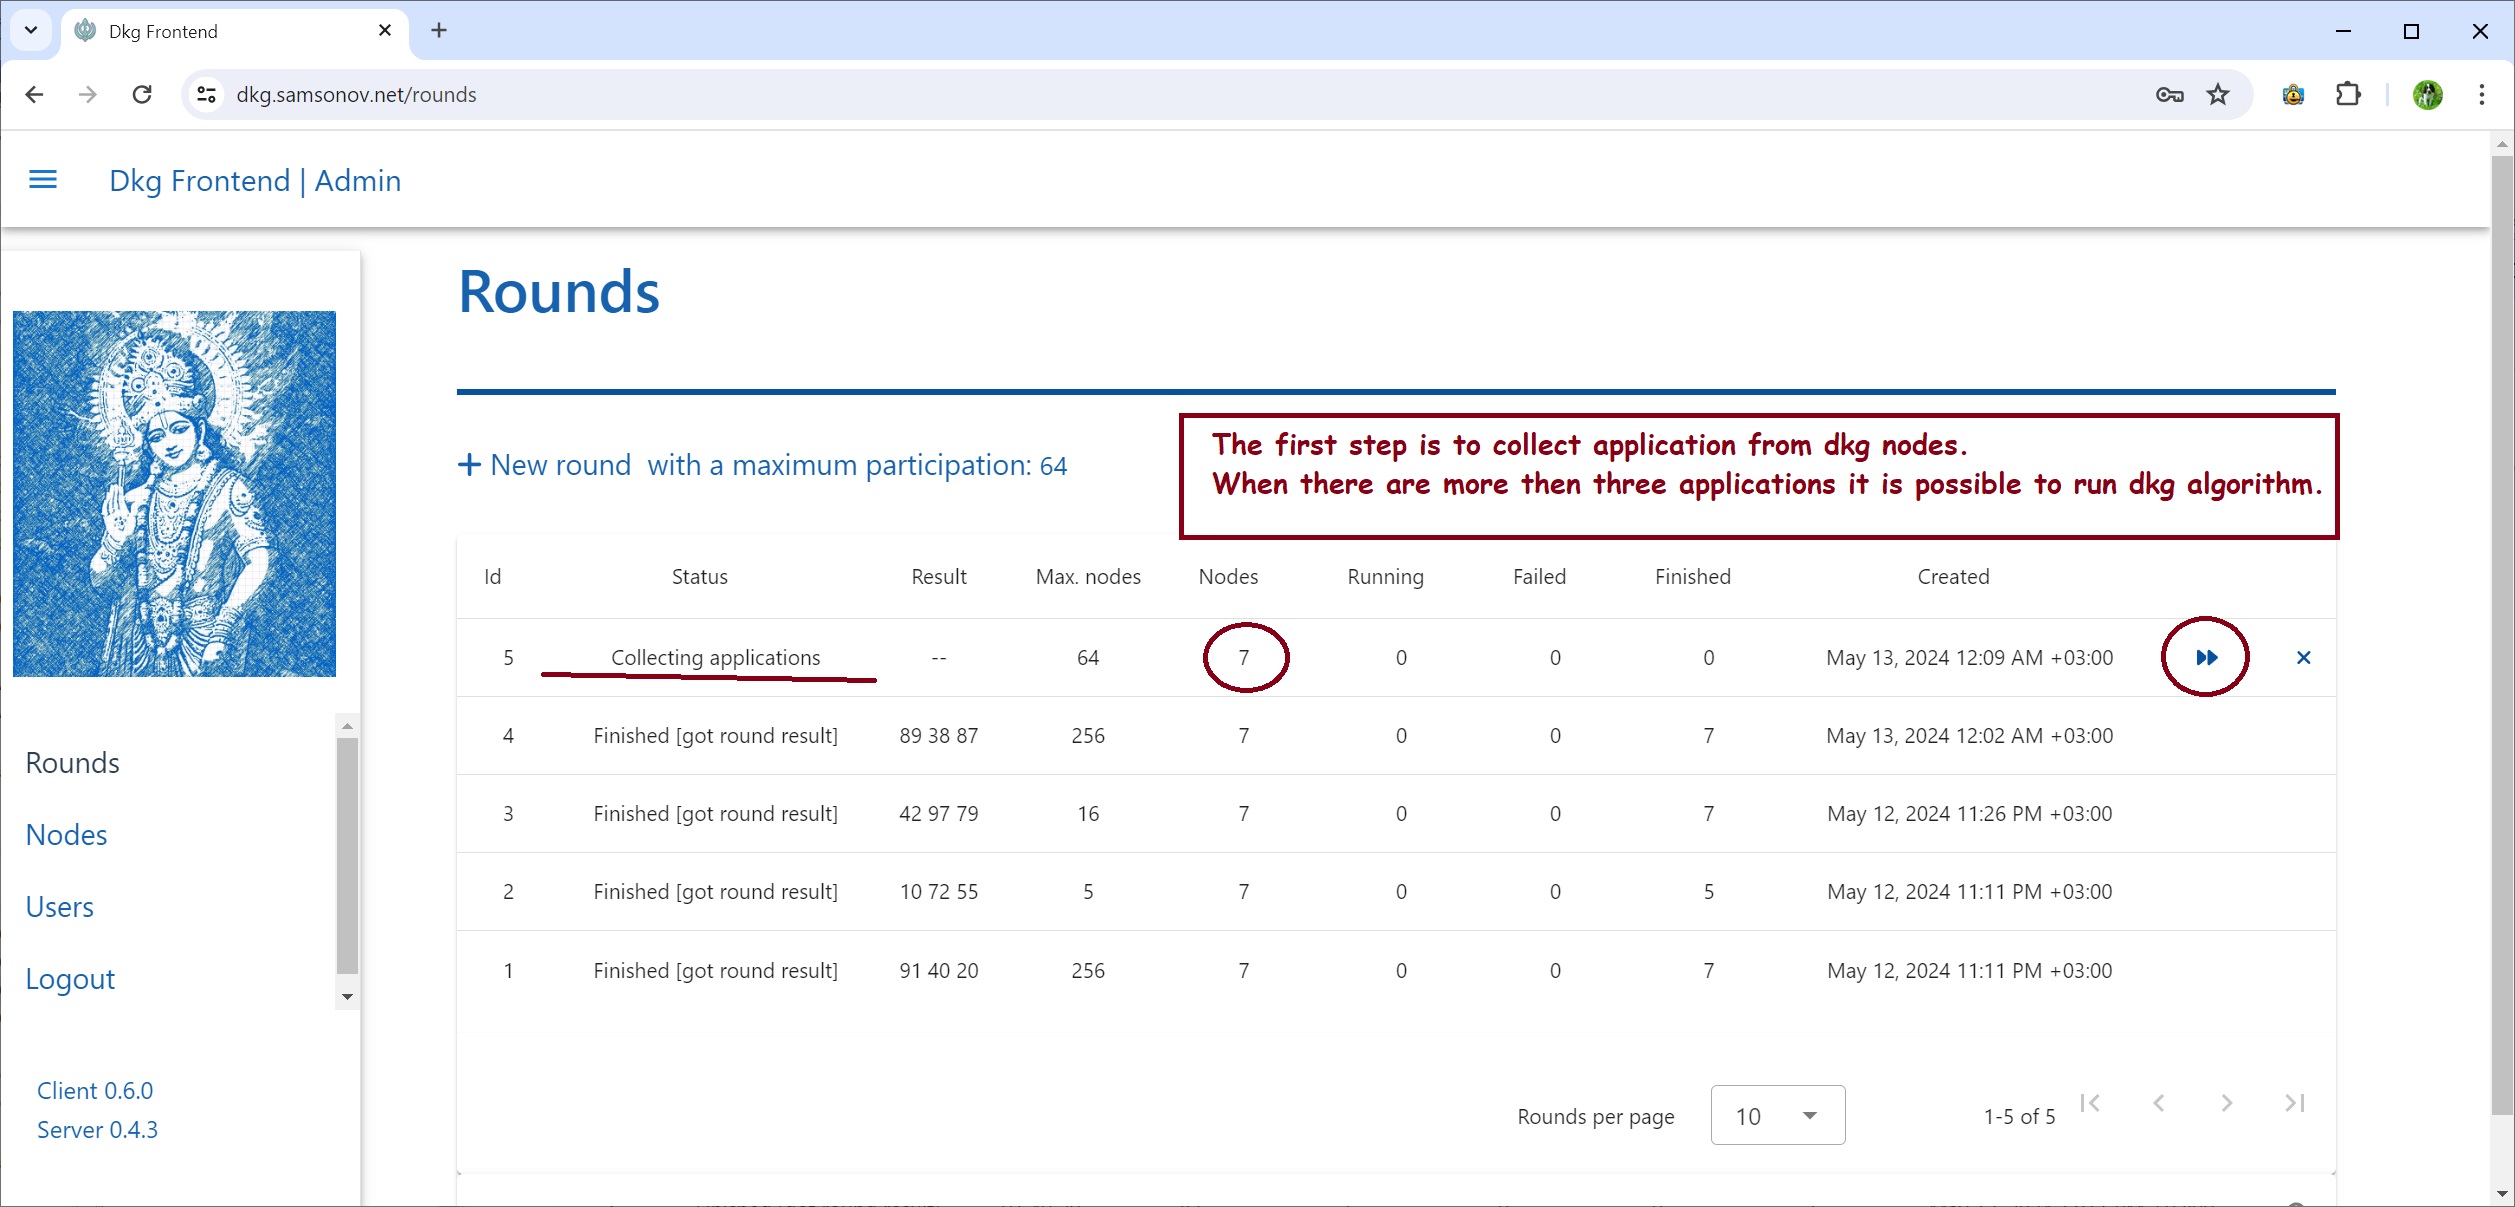 Dkg Frontend
dkg.samsonov.net/rounds
Dkg Frontend | Admin
Rounds
New round with a maximum participation: 64
The first step is to collect application from dkg nodes.
When there are more then three applications it is possible to run dkg algorithm.
Id Status Result Max. nodes Nodes Running Failed Finished Created
5 Collecting applications -- 64 7 0 0 0 May 13, 2024 12:09 AM +03:00
4 Finished [got round result] 89 38 87 256 7 0 0 7 May 13, 2024 12:02 AM +03:00
3 Finished [got round result] 42 97 79 16 7 0 0 7 May 12, 2024 11:26 PM +03:00
2 Finished [got round result] 10 72 55 5 7 0 0 5 May 12, 2024 11:11 PM +03:00
1 Finished [got round result] 91 40 20 256 7 0 0 7 May 12, 2024 11:11 PM +03:00
Rounds per page 10 1-5 of 5
Rounds
Nodes
Users
Logout
Client 0.6.0
Server 0.4.3